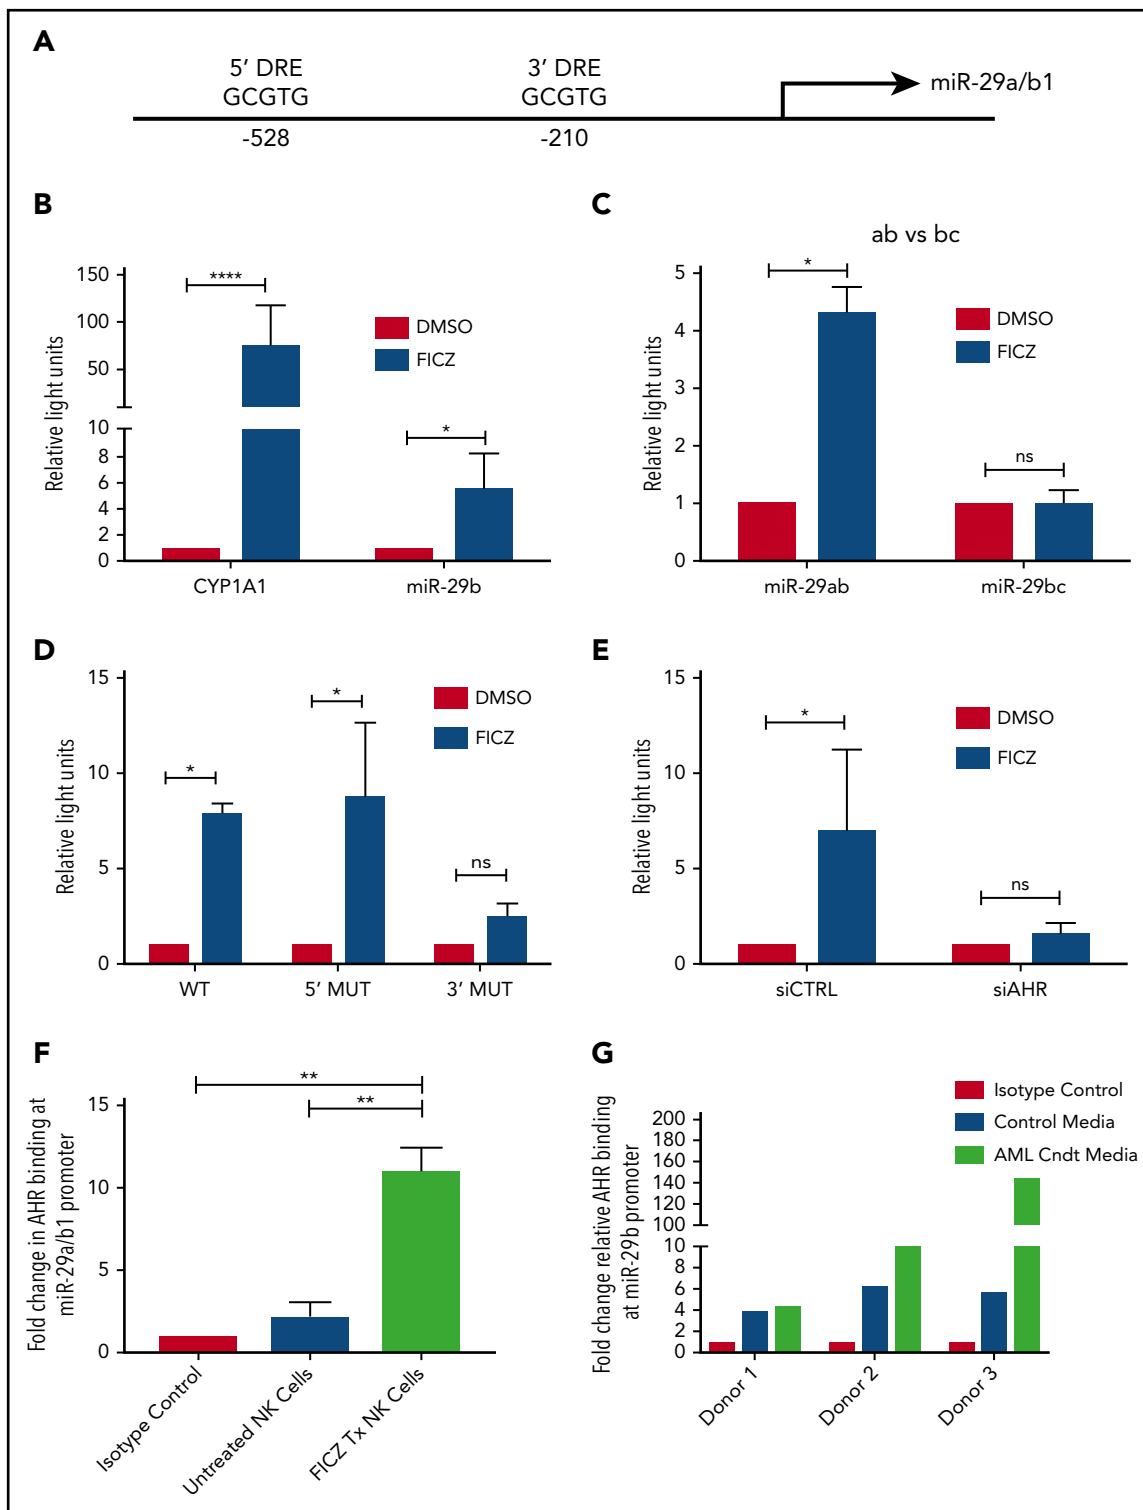 A
5′ DRE
GCGTG
-528
3′ DRE
GCGTG
-210
miR-29a/b1
B
Relative light units
150
100
50
10
8
6
4
2
0
****
*
DMSO
FICZ
CYP1A1
miR-29b
C
ab vs bc
Relative light units
5
4
3
2
1
0
*
ns
DMSO
FICZ
miR-29ab
miR-29bc
D
Relative light units
15
10
5
0
*
*
ns
DMSO
FICZ
WT
5′ MUT
3′ MUT
E
Relative light units
15
10
5
0
*
ns
DMSO
FICZ
siCTRL
siAHR
F
Fold change in AHR binding at
miR-29a/b1 promoter
15
10
5
0
**
**
Isotype Control
Untreated NK Cells
FICZ Tx NK Cells
G
Fold change relative AHR binding
at miR-29b promoter
200
180
160
140
120
100
10
8
6
4
2
0
Isotype Control
Control Media
AML Cndt Media
Donor 1
Donor 2
Donor 3